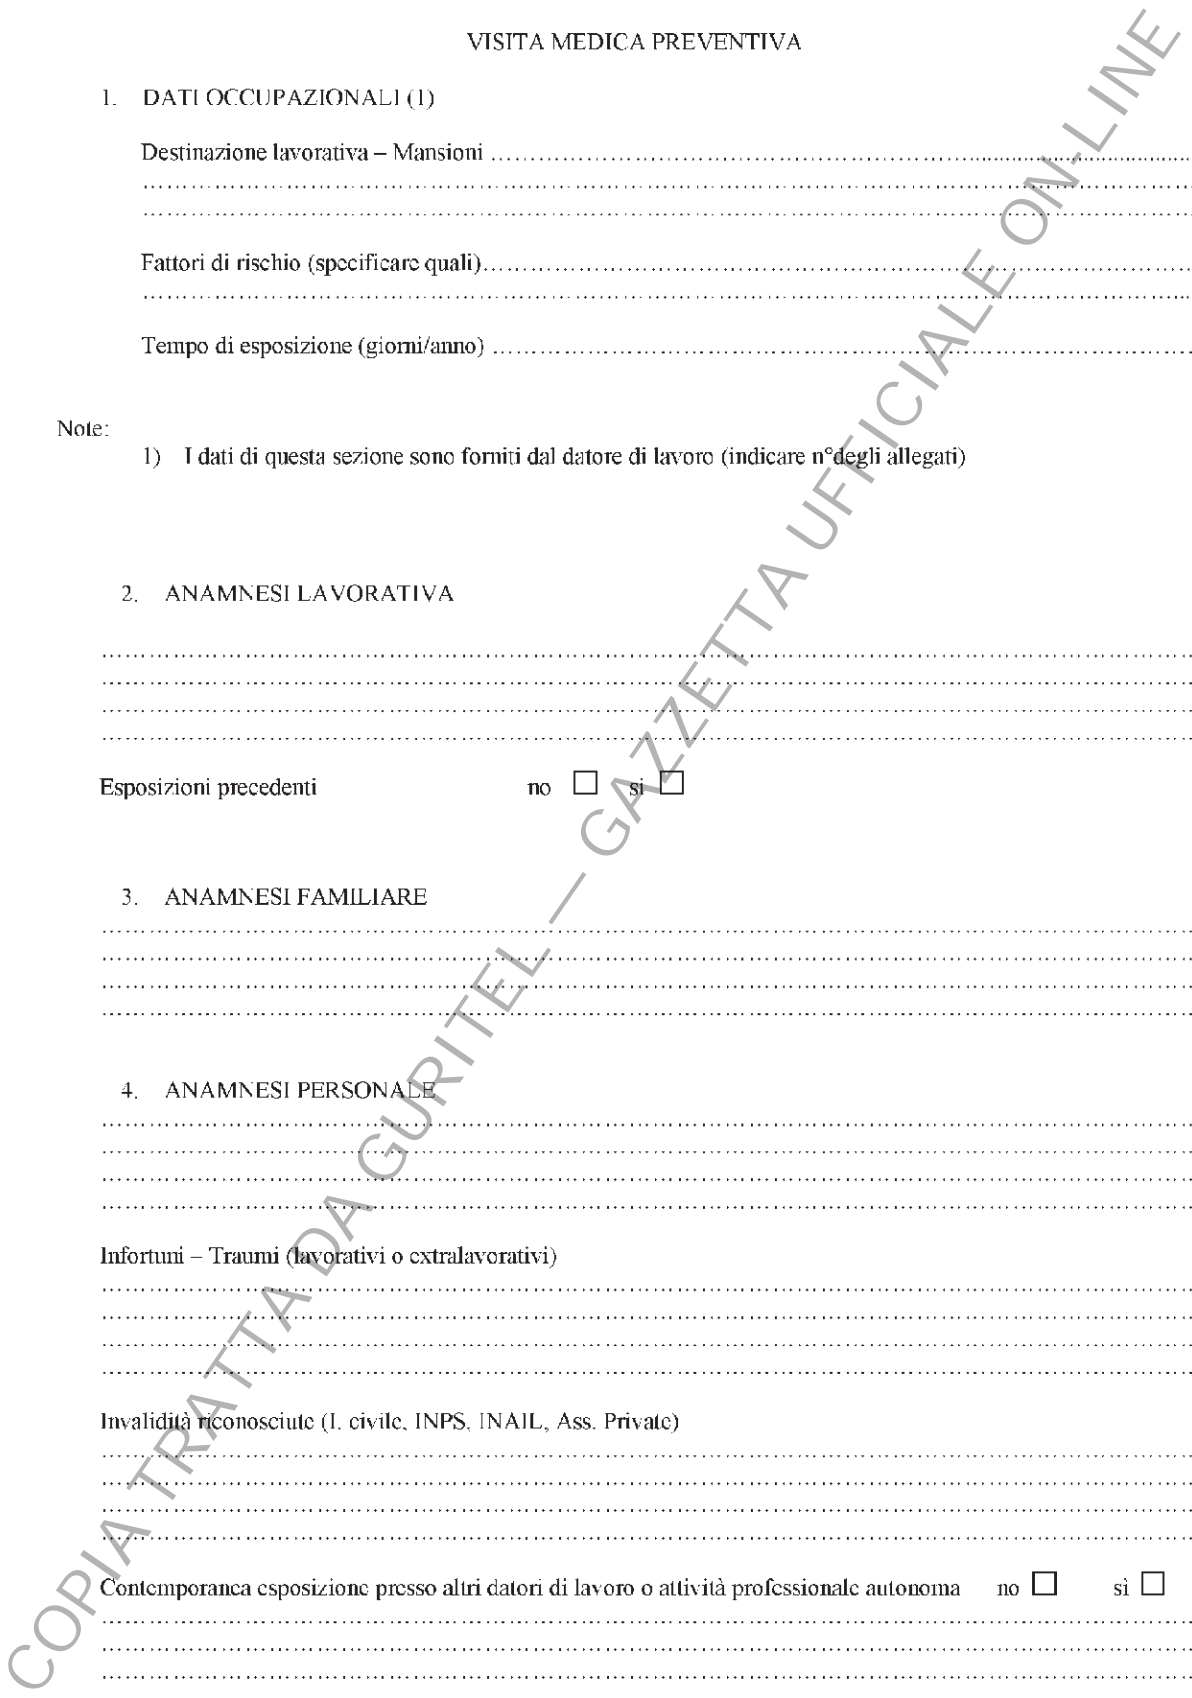 VISITA MEDICA PREVENTIVA
1. DATI OCCUPAZIONALI (1)
Destinazione lavorativa – Mansioni ……………………………………………………
……………………………………………………………………………………
……………………………………………………………………………………
Fattori di rischio (specificare quali)……………………………………………………
……………………………………………………………………………………
Tempo di esposizione (giorni/anno) ……………………………………………………
Note:
1) I dati di questa sezione sono forniti dal datore di lavoro (indicare n°degli allegati)
2. ANAMNESI LAVORATIVA
……………………………………………………………………………………
……………………………………………………………………………………
……………………………………………………………………………………
……………………………………………………………………………………
Esposizioni precedenti no □ si □
3. ANAMNESI FAMILIARE
……………………………………………………………………………………
……………………………………………………………………………………
……………………………………………………………………………………
……………………………………………………………………………………
4. ANAMNESI PERSONALE
……………………………………………………………………………………
……………………………………………………………………………………
……………………………………………………………………………………
……………………………………………………………………………………
Infortuni – Traumi (lavorativi o extralavorativi)
……………………………………………………………………………………
……………………………………………………………………………………
……………………………………………………………………………………
……………………………………………………………………………………
Invalidità riconosciute (I. civile, INPS, INAIL, Ass. Private)
……………………………………………………………………………………
……………………………………………………………………………………
……………………………………………………………………………………
……………………………………………………………………………………
Contemporanea esposizione presso altri datori di lavoro o attività professionale autonoma no □ sì □
……………………………………………………………………………………
……………………………………………………………………………………
……………………………………………………………………………………
COPIA TRATTA DA GURITEL — GAZZETTA UFFICIALE ON-LINE